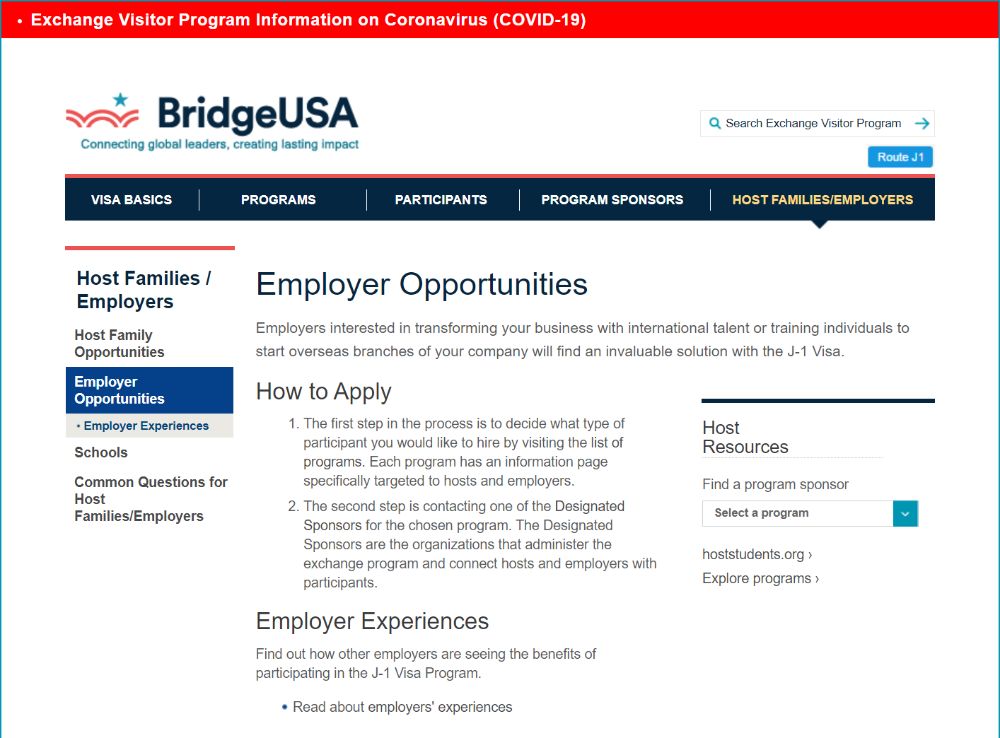 • Exchange Visitor Program Information on Coronavirus (COVID-19)
BridgeUSA
Connecting global leaders, creating lasting impact
Search Exchange Visitor Program
Route J1
VISA BASICS
PROGRAMS
PARTICIPANTS
PROGRAM SPONSORS
HOST FAMILIES/EMPLOYERS
Host Families /
Employers
Host Family
Opportunities
Employer
Opportunities
• Employer Experiences
Schools
Common Questions for
Host
Families/Employers
Employer Opportunities
Employers interested in transforming your business with international talent or training individuals to
start overseas branches of your company will find an invaluable solution with the J-1 Visa.
How to Apply
1. The first step in the process is to decide what type of
participant you would like to hire by visiting the list of
programs. Each program has an information page
specifically targeted to hosts and employers.
2. The second step is contacting one of the Designated
Sponsors for the chosen program. The Designated
Sponsors are the organizations that administer the
exchange program and connect hosts and employers with
participants.
Employer Experiences
Find out how other employers are seeing the benefits of
participating in the J-1 Visa Program.
• Read about employers' experiences
Host
Resources
Find a program sponsor
Select a program
hoststudents.org ›
Explore programs ›